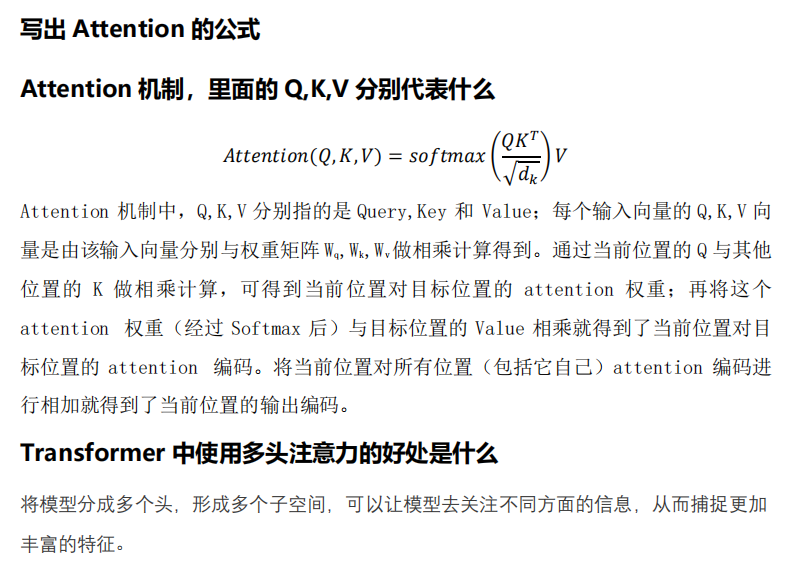 写出 Attention 的公式
Attention 机制，里面的 Q,K,V 分别代表什么
Attention(Q,K,V) = softmax(QK^T/√d_k)V
Attention 机制中，Q,K,V 分别指的是 Query,Key 和 Value；每个输入向量的 Q,K,V 向
量是由该输入向量分别与权重矩阵 Wq,Wk,Wv 做相乘计算得到。通过当前位置的 Q 与其他
位置的 K 做相乘计算，可得到当前位置对目标位置的 attention 权重；再将这个
attention 权重（经过 Softmax 后）与目标位置的 Value 相乘就得到了当前位置对目
标位置的 attention 编码。将当前位置对所有位置（包括它自己）attention 编码进
行相加就得到了当前位置的输出编码。
Transformer 中使用多头注意力的好处是什么
将模型分成多个头，形成多个子空间，可以让模型去关注不同方面的信息，从而捕捉更加
丰富的特征。